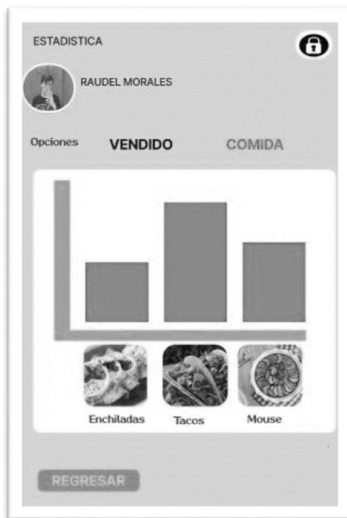 ESTADISTICA
RAUDEL MORALES
Opciones VENDIDO COMIDA
Enchiladas Tacos Mouse
REGRESAR